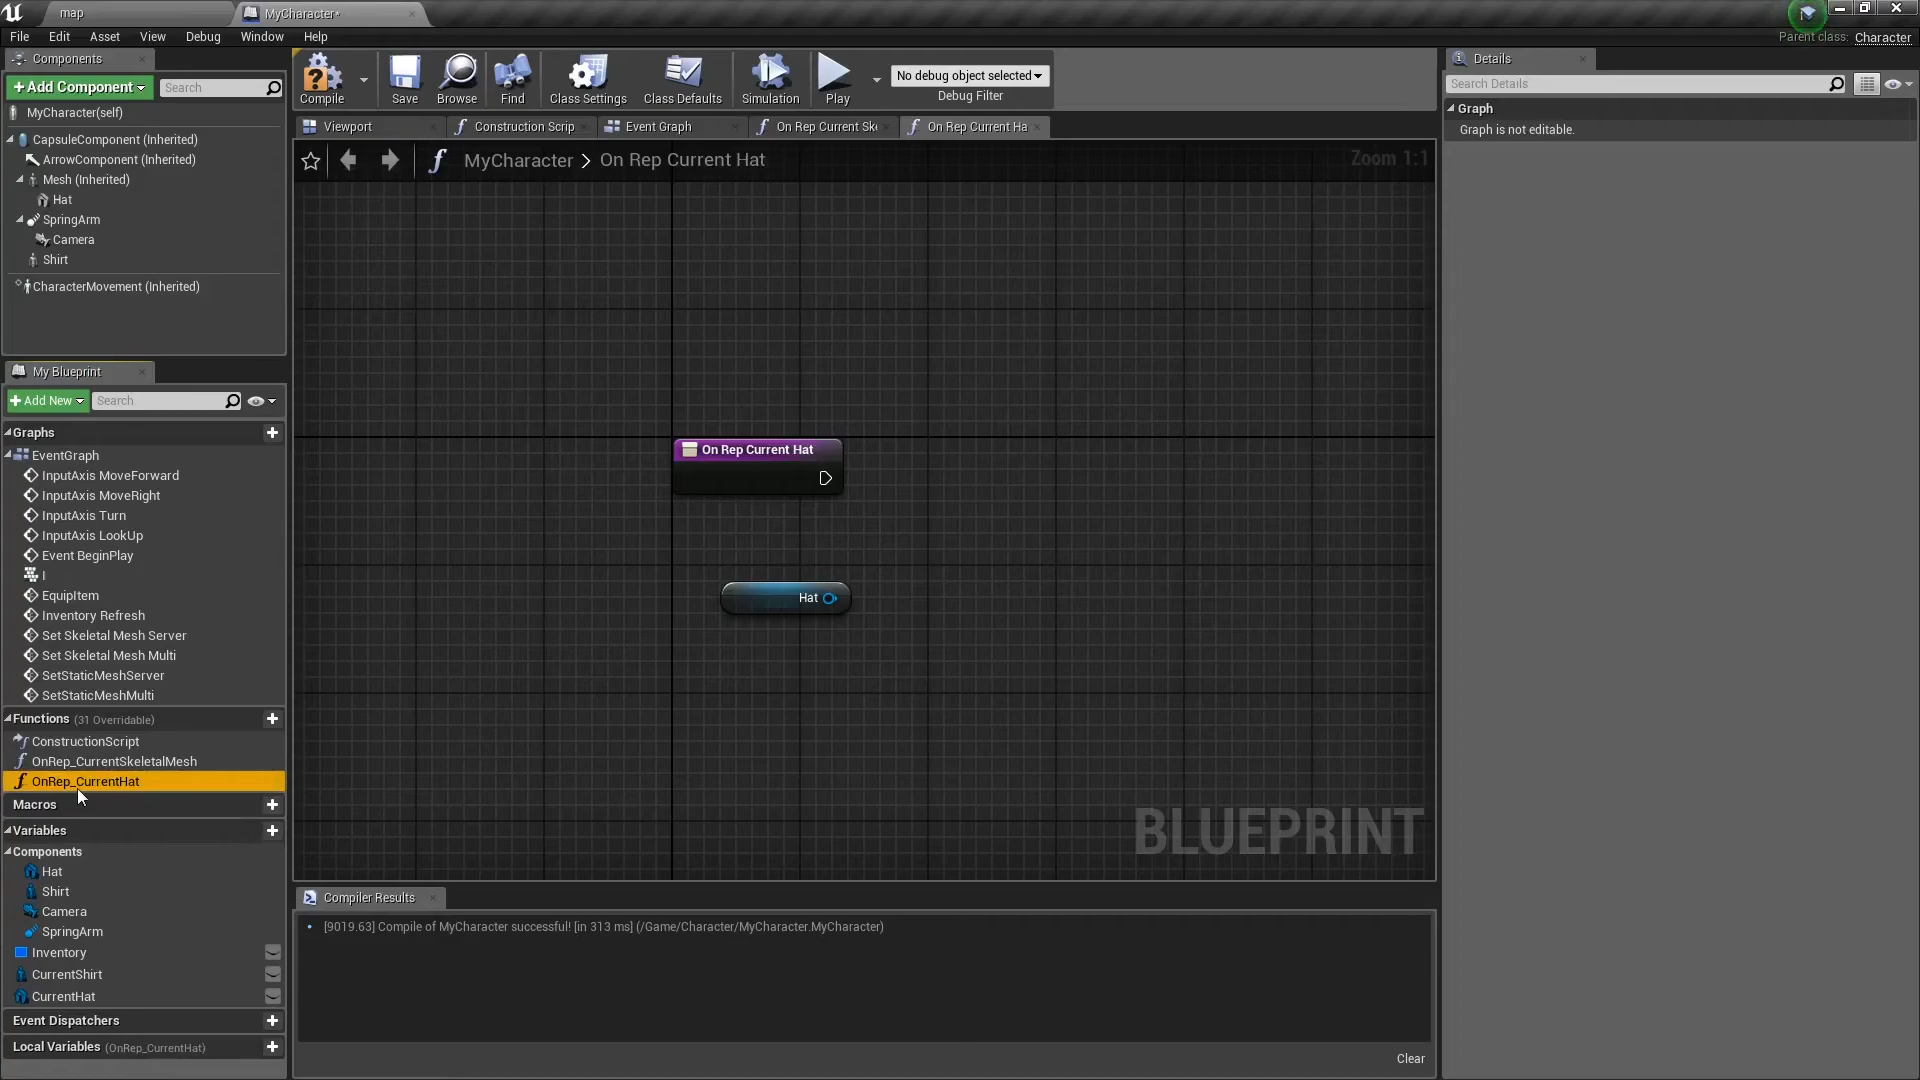 map
MyCharacter*
File Edit Asset View Debug Window Help
Parent class: Character
Components
+ Add Component
Search
MyCharacter(self)
CapsuleComponent (Inherited)
ArrowComponent (Inherited)
Mesh (Inherited)
Hat
SpringArm
Camera
Shirt
CharacterMovement (Inherited)
My Blueprint
+ Add New
Search
Graphs
EventGraph
InputAxis MoveForward
InputAxis MoveRight
InputAxis Turn
InputAxis LookUp
Event BeginPlay
I
EquipItem
Inventory Refresh
Set Skeletal Mesh Server
Set Skeletal Mesh Multi
SetStaticMeshServer
SetStaticMeshMulti
Functions (31 Overridable)
ConstructionScript
OnRep_CurrentSkeletalMesh
OnRep_CurrentHat
Macros
Variables
Components
Hat
Shirt
Camera
SpringArm
Inventory
CurrentShirt
CurrentHat
Event Dispatchers
Local Variables (OnRep_CurrentHat)
Compile
Save
Browse
Find
Class Settings
Class Defaults
Simulation
Play
No debug object selected
Debug Filter
Viewport
Construction Scrip
Event Graph
On Rep Current Ske
On Rep Current Ha
MyCharacter > On Rep Current Hat
Zoom 1:1
On Rep Current Hat
Hat
BLUEPRINT
Compiler Results
• [9019.63] Compile of MyCharacter successful! [in 313 ms] (/Game/Character/MyCharacter.MyCharacter)
Clear
Details
Search Details
Graph
Graph is not editable.